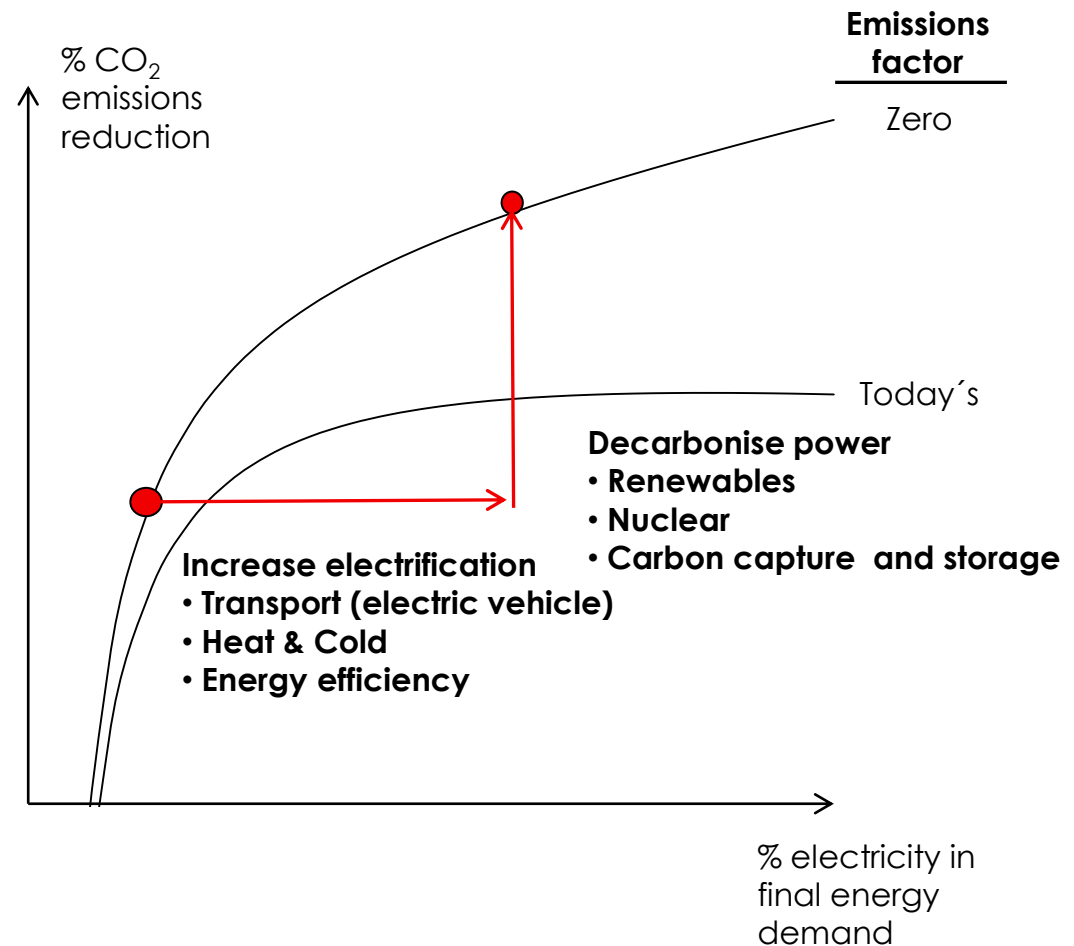 Emissions
factor
% CO₂
emissions
reduction
Zero
Today´s
Decarbonise power
• Renewables
• Nuclear
• Carbon capture  and storage
Increase electrification
• Transport (electric vehicle)
• Heat & Cold
• Energy efficiency
% electricity in
final energy
demand